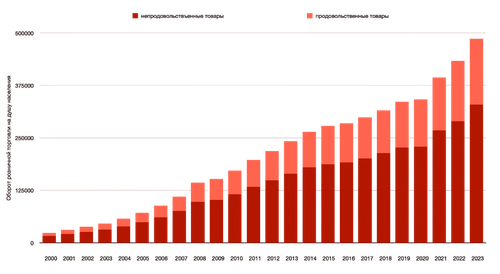 непродовольственные товары
продовольственные товары
Оборот розничной торговли на душу населения
500000
375000
250000
125000
0
2000 2001 2002 2003 2004 2005 2006 2007 2008 2009 2010 2011 2012 2013 2014 2015 2016 2017 2018 2019 2020 2021 2022 2023